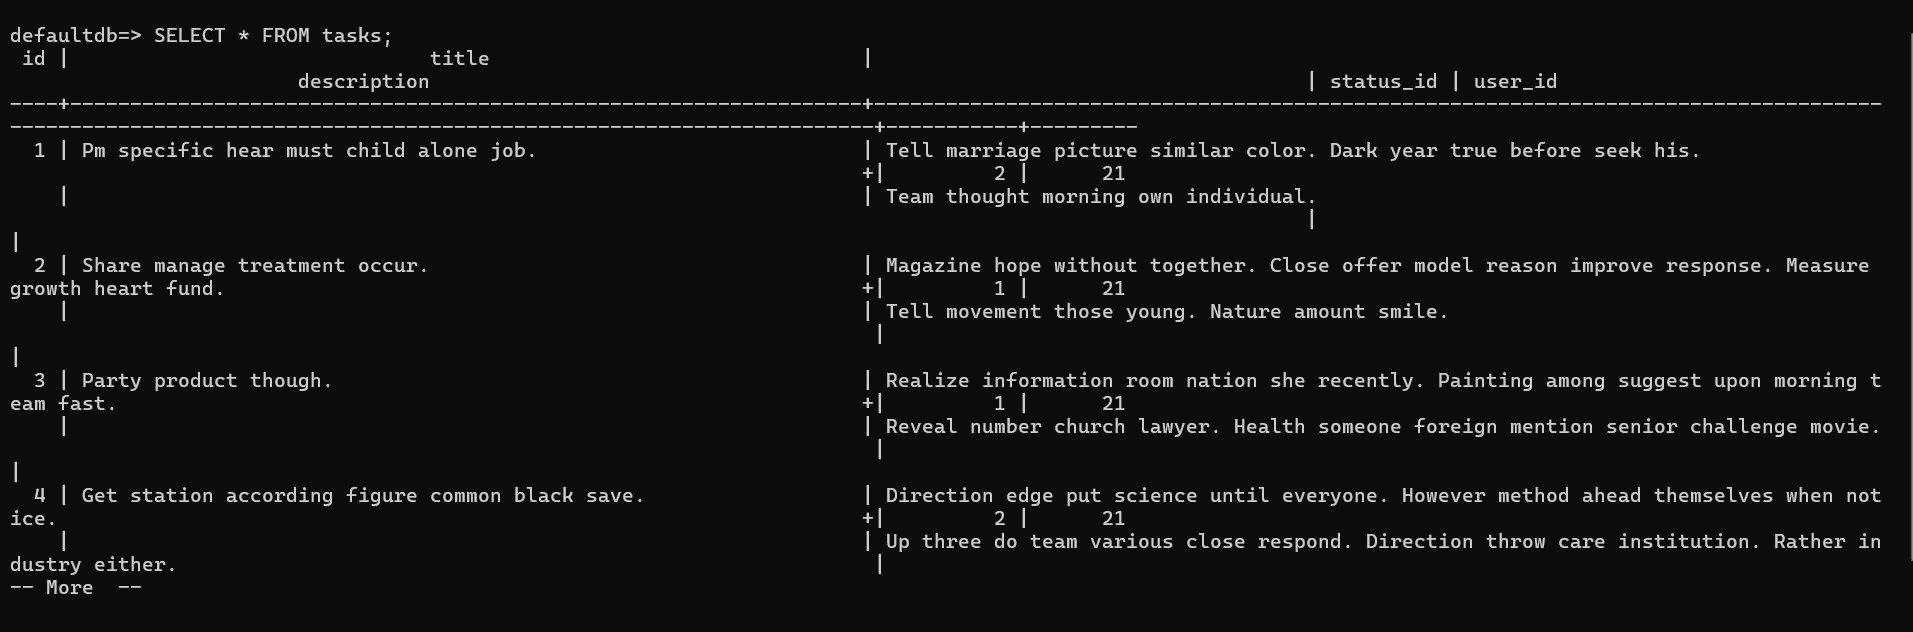 defaultdb=> SELECT * FROM tasks;
 id |                              title                               |
                        description                                                                         | status_id | user_id
----+------------------------------------------------------------------+------------------------------------------------------------------------------------
------------------------------------------------------------------------+-----------+---------
  1 | Pm specific hear must child alone job.                           | Tell marriage picture similar color. Dark year true before seek his.
                                                                       +|         2 |      21
    |                                                                  | Team thought morning own individual.
                                                                                                            |
|
  2 | Share manage treatment occur.                                    | Magazine hope without together. Close offer model reason improve response. Measure
growth heart fund.                                                     +|         1 |      21
    |                                                                  | Tell movement those young. Nature amount smile.
                                                                        |
|
  3 | Party product though.                                            | Realize information room nation she recently. Painting among suggest upon morning t
eam fast.                                                              +|         1 |      21
    |                                                                  | Reveal number church lawyer. Health someone foreign mention senior challenge movie.
                                                                        |
|
  4 | Get station according figure common black save.                  | Direction edge put science until everyone. However method ahead themselves when not
ice.                                                                   +|         2 |      21
    |                                                                  | Up three do team various close respond. Direction throw care institution. Rather in
dustry either.                                                          |
-- More  --